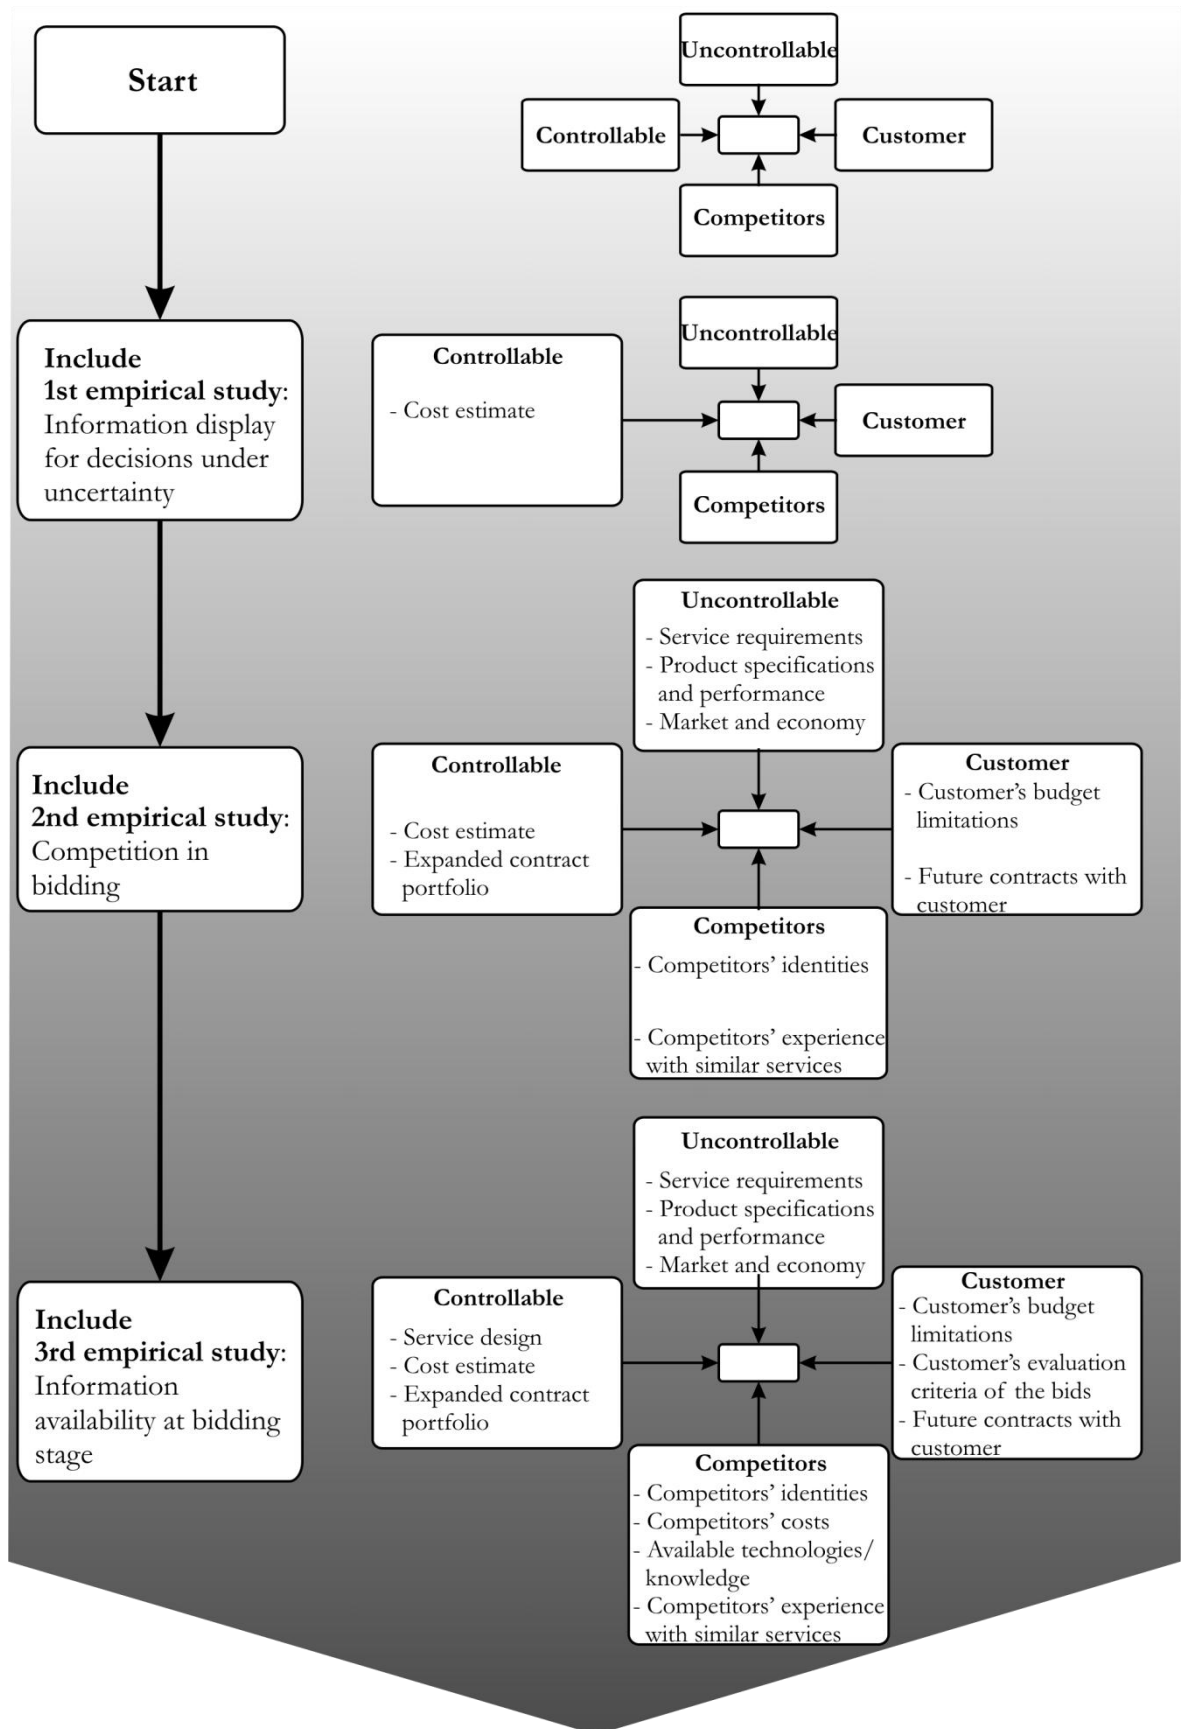 Start
Uncontrollable
Controllable
Customer
Competitors
Include
1st empirical study:
Information display
for decisions under
uncertainty
Controllable
- Cost estimate
Uncontrollable
Customer
Competitors
Include
2nd empirical study:
Competition in
bidding
Controllable
- Cost estimate
- Expanded contract
portfolio
Uncontrollable
- Service requirements
- Product specifications
and performance
- Market and economy
Customer
- Customer’s budget
limitations
- Future contracts with
customer
Competitors
- Competitors’ identities
- Competitors’ experience
with similar services
Include
3rd empirical study:
Information
availability at bidding
stage
Controllable
- Service design
- Cost estimate
- Expanded contract
portfolio
Uncontrollable
- Service requirements
- Product specifications
and performance
- Market and economy
Customer
- Customer’s budget
limitations
- Customer’s evaluation
criteria of the bids
- Future contracts with
customer
Competitors
- Competitors’ identities
- Competitors’ costs
- Available technologies/
knowledge
- Competitors’ experience
with similar services